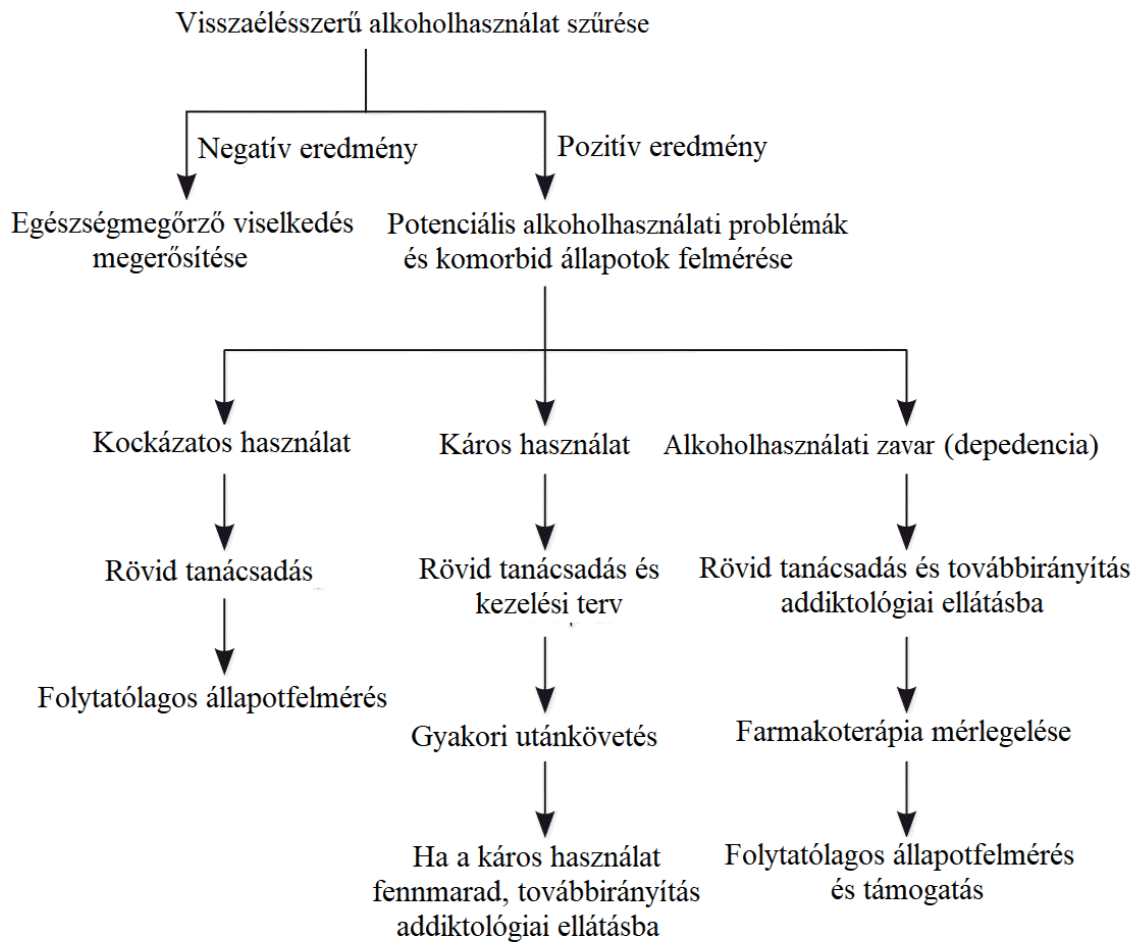 Visszaélésszerű alkoholhasználat szűrése
Negatív eredmény
Pozitív eredmény
Egészségmegőrző viselkedés
megerősítése
Potenciális alkoholhasználati problémák
és komorbid állapotok felmérése
Kockázatos használat
Káros használat
Alkoholhasználati zavar (depedencia)
Rövid tanácsadás
Rövid tanácsadás és
kezelési terv
Rövid tanácsadás és továbbirányítás
addiktológiai ellátásba
Folytatólagos állapotfelmérés
Gyakori utánkövetés
Farmakoterápia mérlegelése
Ha a káros használat
fennmarad, továbbirányítás
addiktológiai ellátásba
Folytatólagos állapotfelmérés
és támogatás